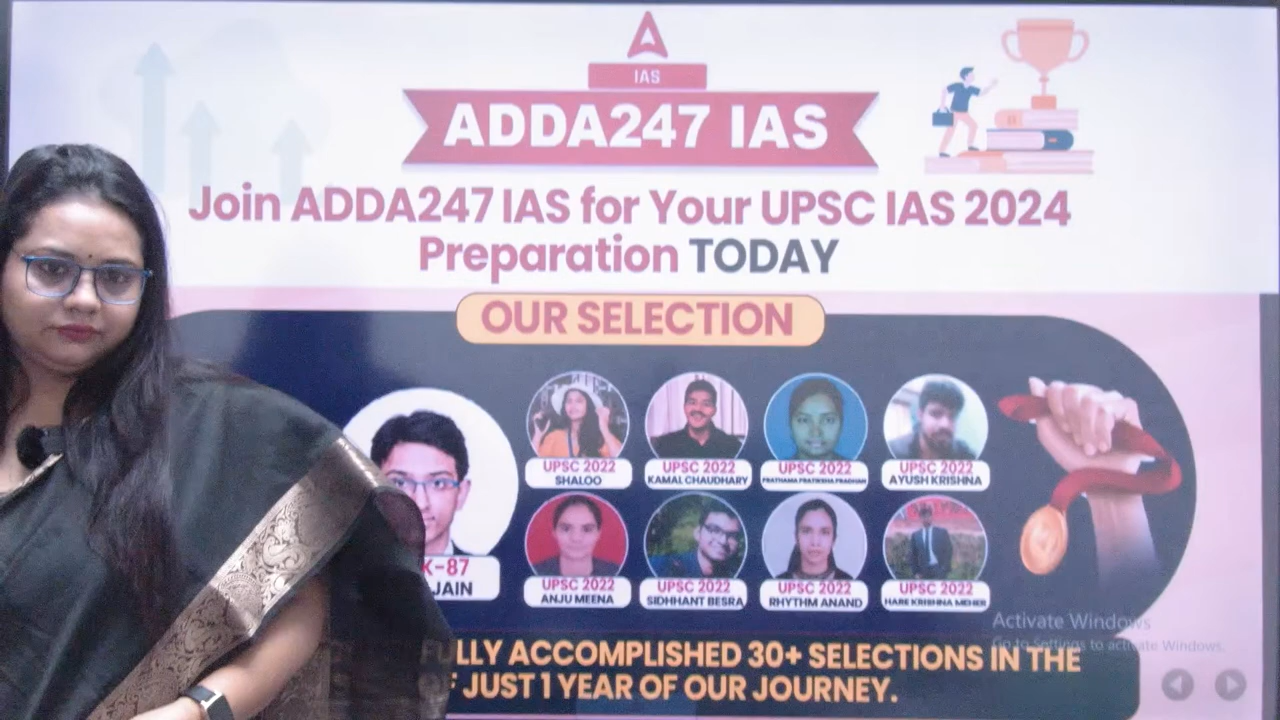 IAS
ADDA247 IAS
Join ADDA247 IAS for Your UPSC IAS 2024
Preparation TODAY
OUR SELECTION
UPSC 2022
SHALOO
UPSC 2022
KAMAL CHAUDHARY
UPSC 2022
PRATHAMA PRATIKSHA PRADHAN
UPSC 2022
AYUSH KRISHNA
K-87
JAIN
UPSC 2022
ANJU MEENA
UPSC 2022
SIDHHANT BESRA
UPSC 2022
RHYTHM ANAND
UPSC 2022
HARE KRISHNA MEHER
Activate Windows
Go to Settings to activate Windows.
FULLY ACCOMPLISHED 30+ SELECTIONS IN THE
OF JUST 1 YEAR OF OUR JOURNEY.